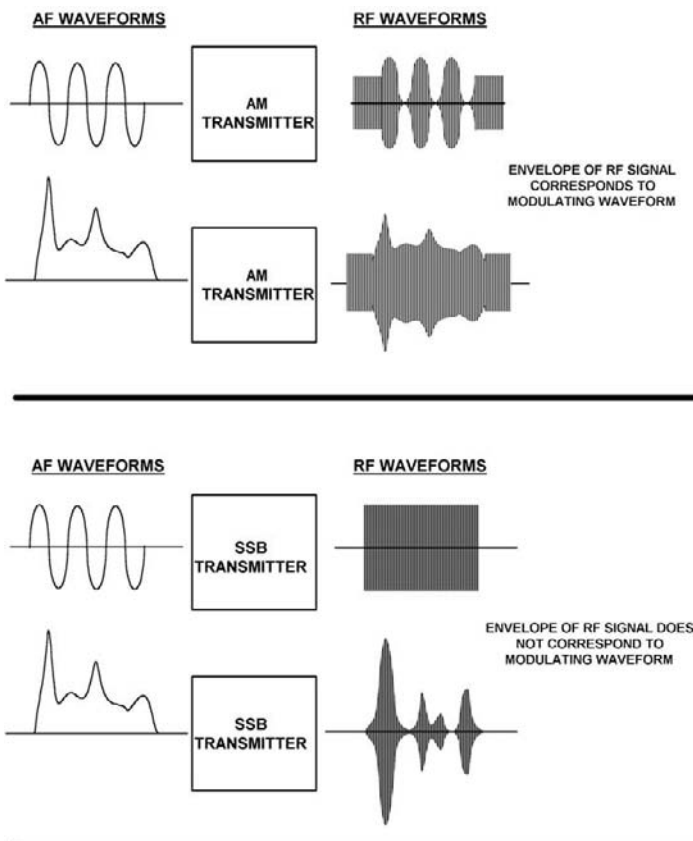 AF WAVEFORMS
RF WAVEFORMS
AM
TRANSMITTER
ENVELOPE OF RF SIGNAL
CORRESPONDS TO
MODULATING WAVEFORM
AM
TRANSMITTER
AF WAVEFORMS
RF WAVEFORMS
SSB
TRANSMITTER
ENVELOPE OF RF SIGNAL DOES
NOT CORRESPOND TO
MODULATING WAVEFORM
SSB
TRANSMITTER